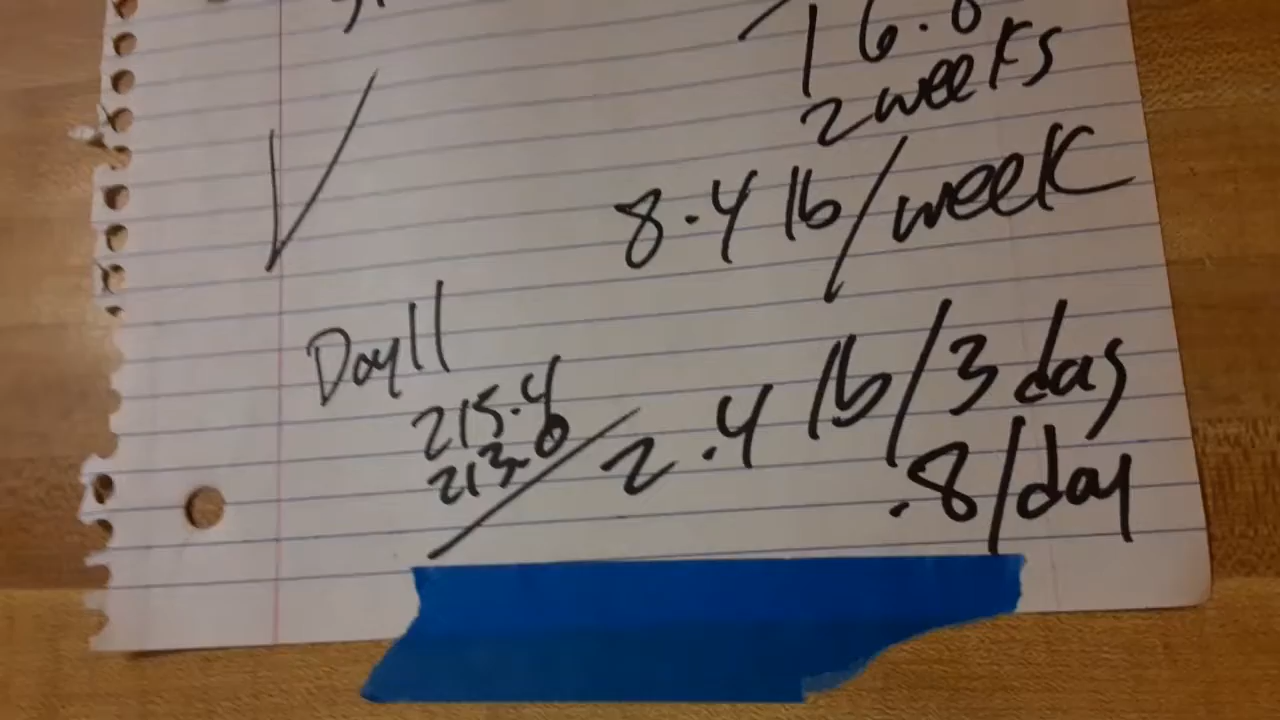 16.8
2 weeks
8.4 lb/week
Day 11
215.4
213.0
2.4 lb/3 days
.8/day